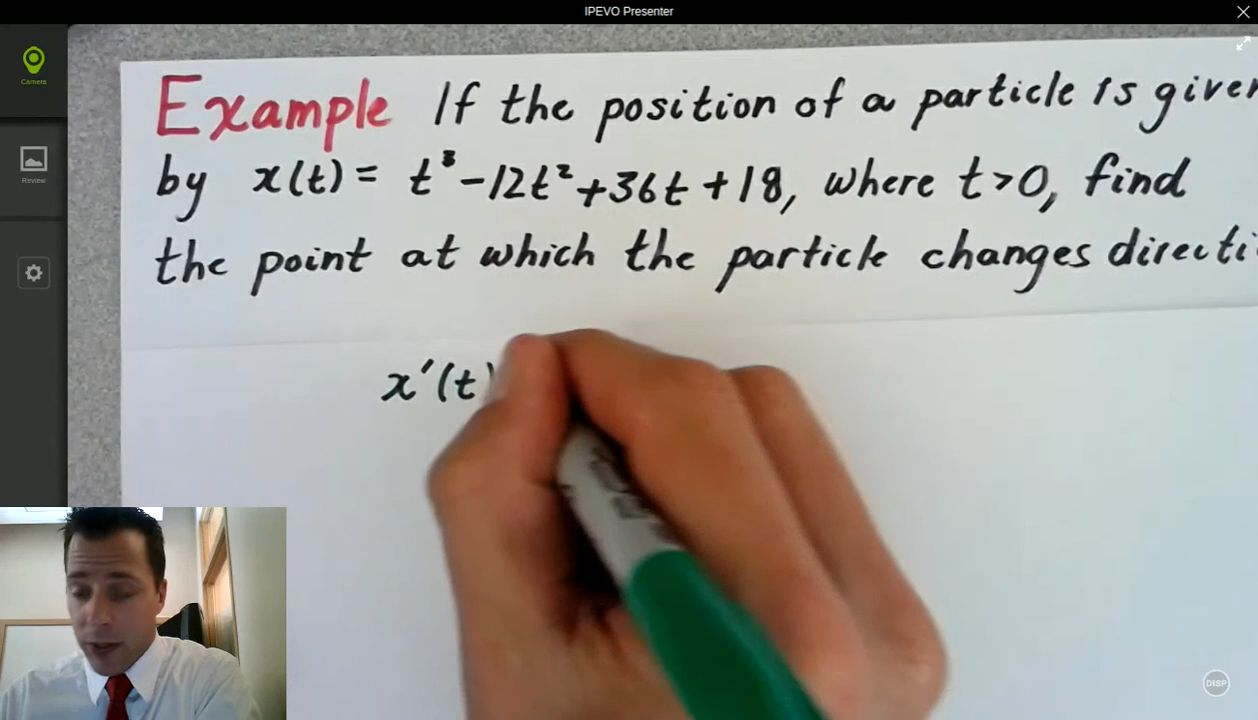 IPEVO Presenter
Camera
Review
Example If the position of a particle is given
by x(t) = t³-12t²+36t+18, where t>0, find
the point at which the particle changes directi
x'(t)
DISP